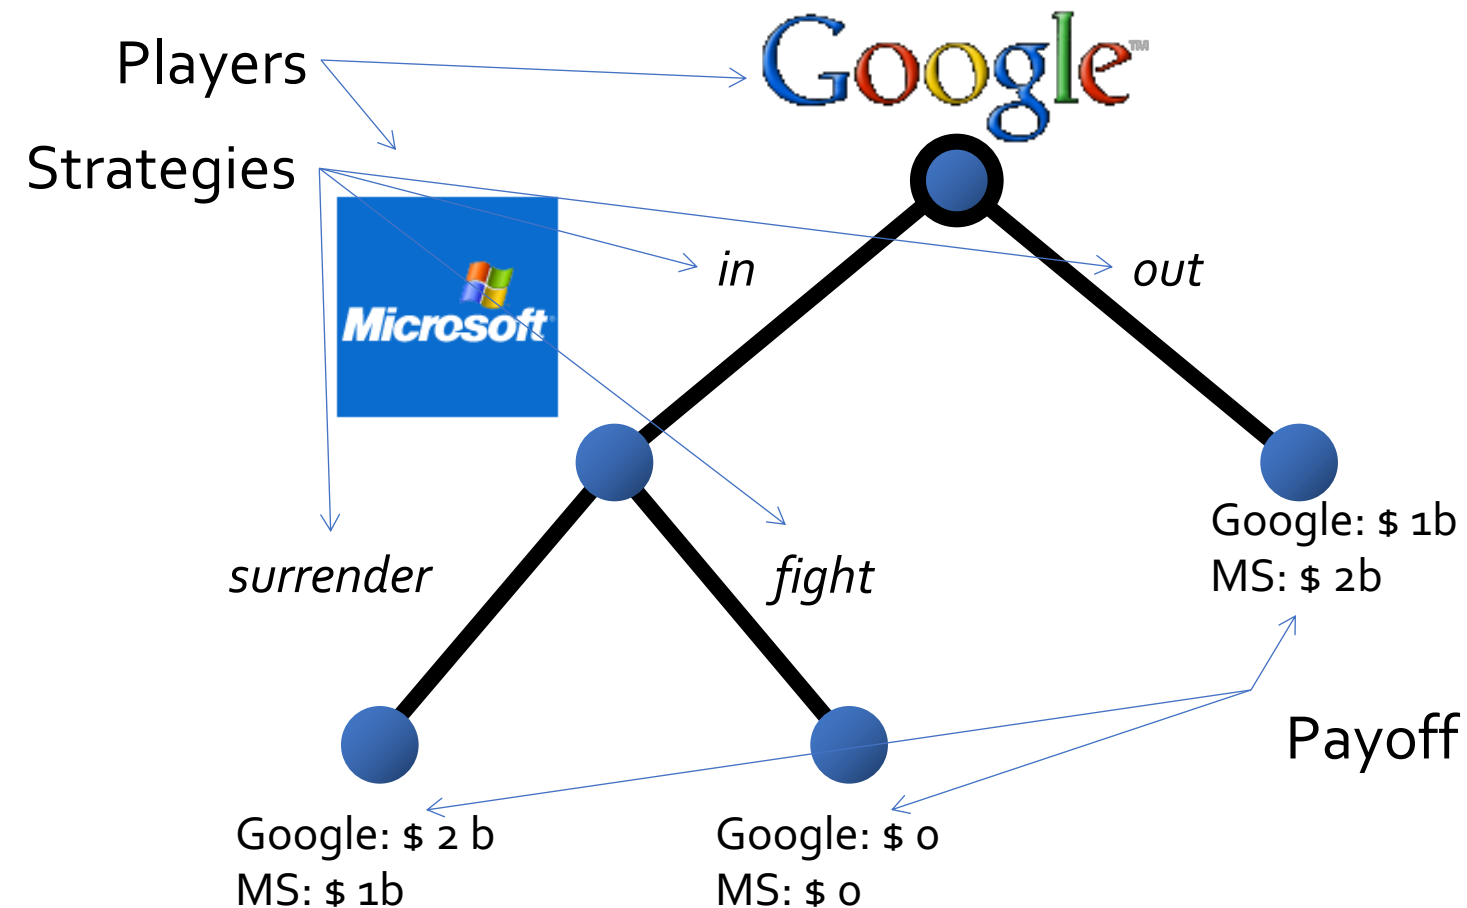 Players
Google™
Strategies
in
out
Microsoft
Google: $ 1b
MS: $ 2b
surrender
fight
Payoff
Google: $ 2 b
MS: $ 1b
Google: $ 0
MS: $ 0